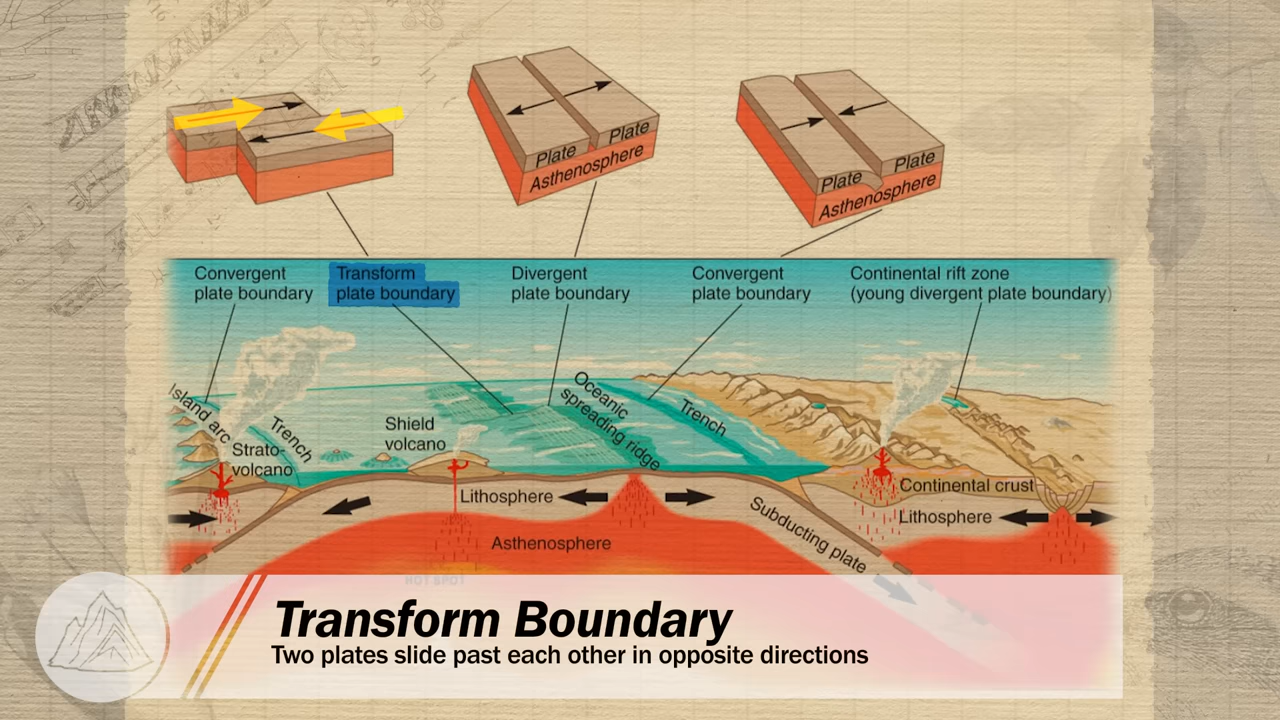 Plate
Plate
Asthenosphere
Plate
Plate
Asthenosphere
Convergent
plate boundary
Transform
plate boundary
Divergent
plate boundary
Convergent
plate boundary
Continental rift zone
(young divergent plate boundary)
Island arc
Trench
Strato-
volcano
Shield
volcano
Oceanic
spreading ridge
Trench
Lithosphere
Asthenosphere
Subducting plate
Continental crust
Lithosphere
HOT SPOT
Transform Boundary
Two plates slide past each other in opposite directions